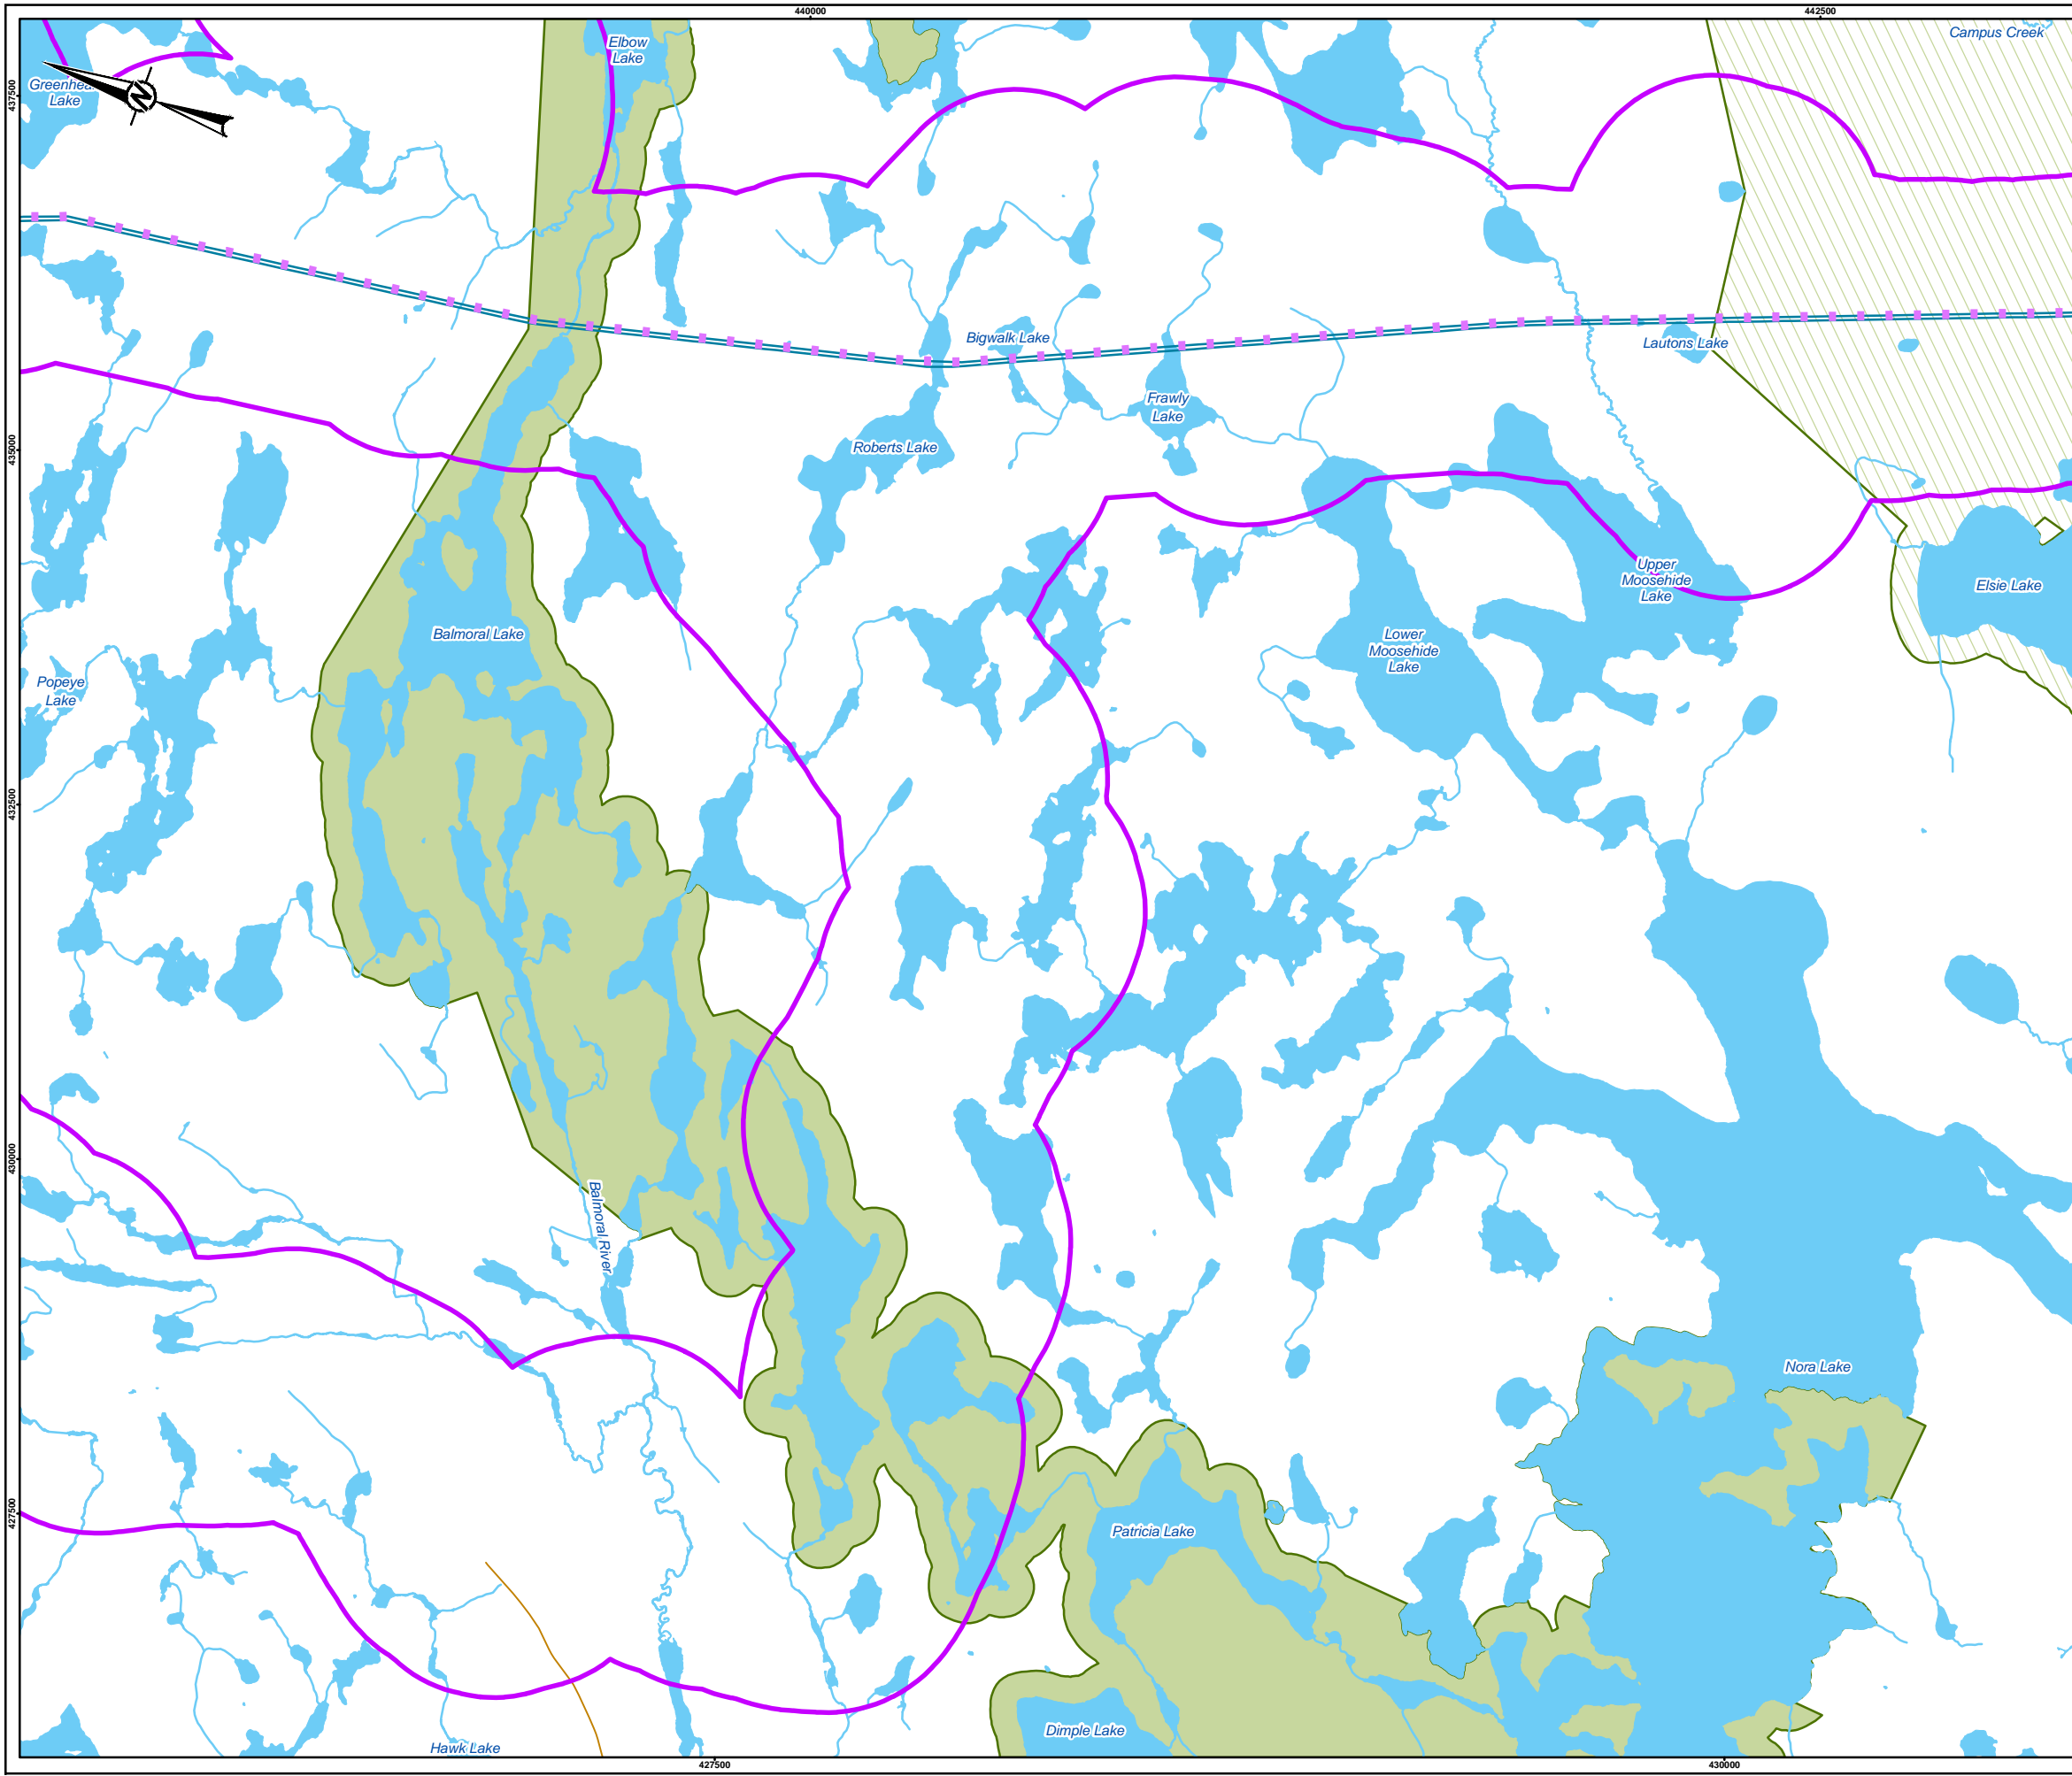 440000
442500
Campus Creek
Elbow
Lake
Lake
N
437500
Bigwalk Lake
Lautons Lake
Frawly
Lake
Roberts Lake
435000
Upper
Moosehide
Lake
Elsie Lake
Balmoral Lake
Lower
Moosehide
Lake
Popeye
Lake
432500
430000
Balmoral River
Nora Lake
427500
Patricia Lake
Dimple Lake
Hawk Lake
427500
430000